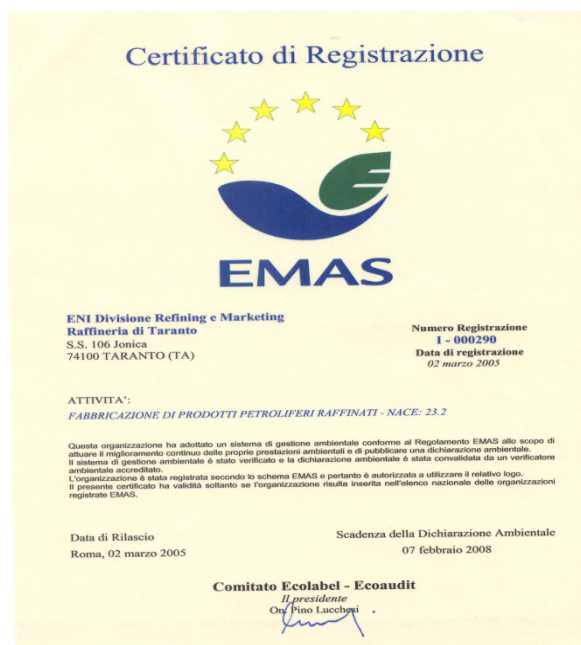 Certificato di Registrazione
EMAS
ENI Divisione Refining e Marketing
Raffineria di Taranto
S.S. 106 Jonica
74100 TARANTO (TA)
Numero Registrazione
I - 000290
Data di registrazione
02 marzo 2005
ATTIVITA':
FABBRICAZIONE DI PRODOTTI PETROLIFERI RAFFINATI - NACE: 23.2
Questa organizzazione ha adottato un sistema di gestione ambientale conforme al Regolamento EMAS allo scopo di
attuare il miglioramento continuo delle proprie prestazioni ambientali e di pubblicare una dichiarazione ambientale.
Il sistema di gestione ambientale è stato verificato e la dichiarazione ambientale è stata convalidata da un verificatore
ambientale accreditato.
L'organizzazione è stata registrata secondo lo schema EMAS e pertanto è autorizzata a utilizzare il relativo logo.
Il presente certificato ha validità soltanto se l'organizzazione risulta inserita nell'elenco nazionale delle organizzazioni
registrate EMAS.
Data di Rilascio
Roma, 02 marzo 2005
Scadenza della Dichiarazione Ambientale
07 febbraio 2008
Comitato Ecolabel - Ecoaudit
Il presidente
On. Pino Lucchesi